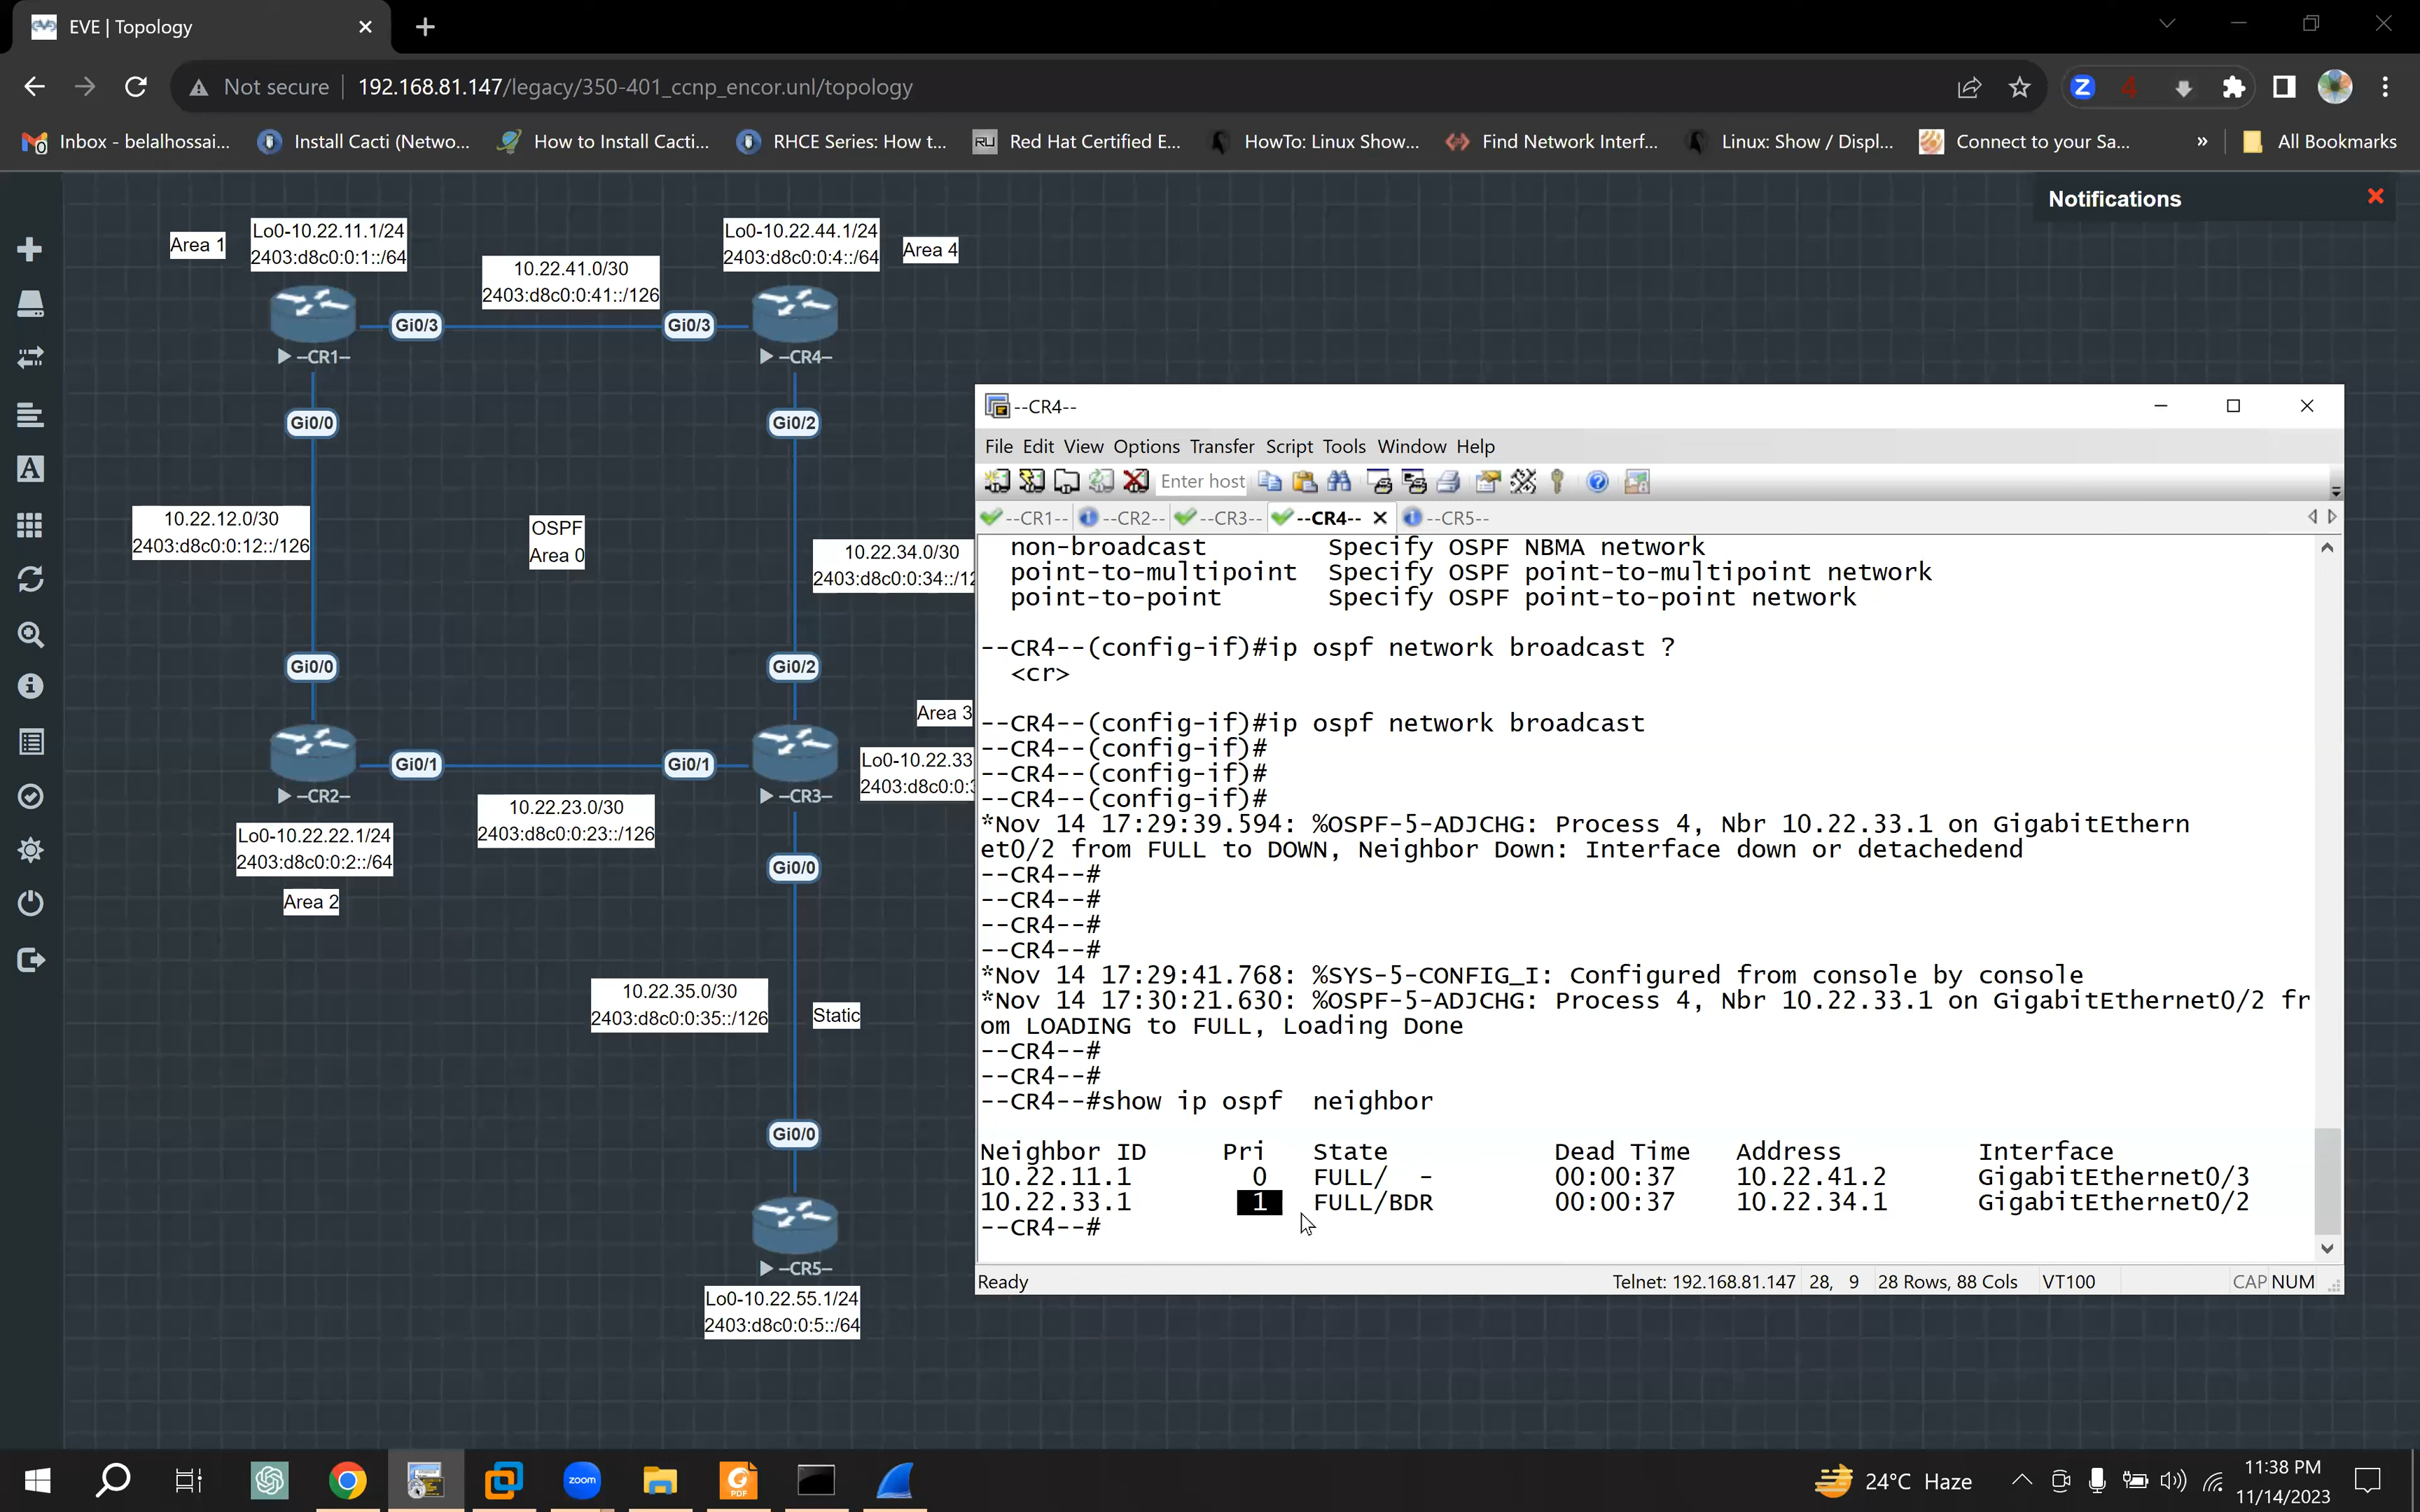 EVE | Topology
Not secure
192.168.81.147/legacy/350-401_ccnp_encor.unl/topology
Inbox - belalhossai...
Install Cacti (Netwo...
How to Install Cacti...
RHCE Series: How t...
RU
Red Hat Certified E...
HowTo: Linux Show...
Find Network Interf...
Linux: Show / Displ...
Connect to your Sa...
»
All Bookmarks
Notifications
Area 1
Lo0-10.22.11.1/24
2403:d8c0:0:1::/64
10.22.41.0/30
2403:d8c0:0:41::/126
Lo0-10.22.44.1/24
2403:d8c0:0:4::/64
Area 4
Gi0/3
Gi0/3
--CR1--
--CR4--
Gi0/0
Gi0/2
10.22.12.0/30
2403:d8c0:0:12::/126
OSPF
Area 0
10.22.34.0/30
2403:d8c0:0:34::/12
Gi0/0
Gi0/2
Area 3
Gi0/1
Gi0/1
Lo0-10.22.33
2403:d8c0:0:3
--CR2--
--CR3--
10.22.23.0/30
2403:d8c0:0:23::/126
Lo0-10.22.22.1/24
2403:d8c0:0:2::/64
Area 2
Gi0/0
10.22.35.0/30
2403:d8c0:0:35::/126
Static
Gi0/0
--CR5--
Lo0-10.22.55.1/24
2403:d8c0:0:5::/64
--CR4--
File Edit View Options Transfer Script Tools Window Help
Enter host
--CR1-- --CR2-- --CR3-- --CR4-- --CR5--
non-broadcast Specify OSPF NBMA network
point-to-multipoint Specify OSPF point-to-multipoint network
point-to-point Specify OSPF point-to-point network
--CR4--(config-if)#ip ospf network broadcast ?
<cr>
--CR4--(config-if)#ip ospf network broadcast
--CR4--(config-if)#
--CR4--(config-if)#
--CR4--(config-if)#
*Nov 14 17:29:39.594: %OSPF-5-ADJCHG: Process 4, Nbr 10.22.33.1 on GigabitEthern
et0/2 from FULL to DOWN, Neighbor Down: Interface down or detachedend
--CR4--#
--CR4--#
--CR4--#
--CR4--#
*Nov 14 17:29:41.768: %SYS-5-CONFIG_I: Configured from console by console
*Nov 14 17:30:21.630: %OSPF-5-ADJCHG: Process 4, Nbr 10.22.33.1 on GigabitEthernet0/2 fr
om LOADING to FULL, Loading Done
--CR4--#
--CR4--#
--CR4--#show ip ospf  neighbor
Neighbor ID Pri State Dead Time Address Interface
10.22.11.1 0 FULL/ - 00:00:37 10.22.41.2 GigabitEthernet0/3
10.22.33.1 1 FULL/BDR 00:00:37 10.22.34.1 GigabitEthernet0/2
--CR4--#
Ready
Telnet: 192.168.81.147 28, 9 28 Rows, 88 Cols VT100 CAP NUM
zoom
PDF
24°C Haze
11:38 PM
11/14/2023